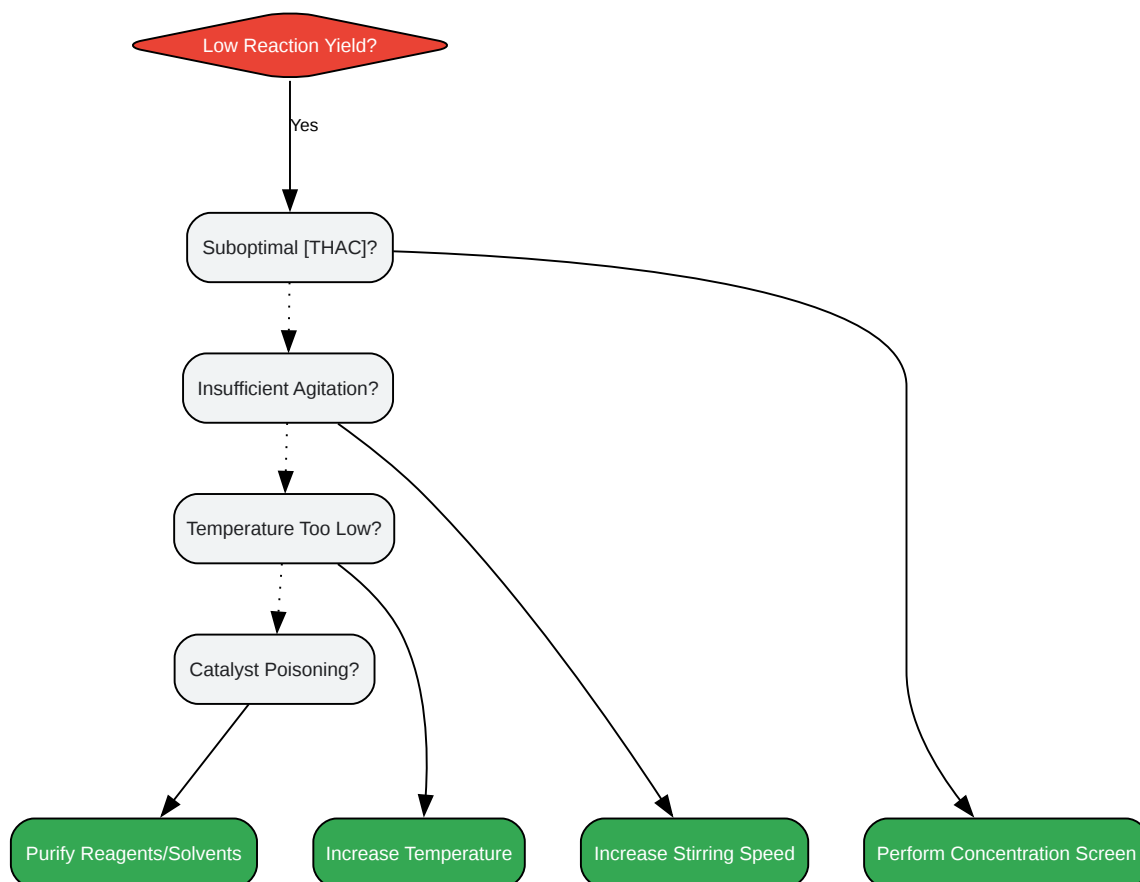 Low Reaction Yield?
Yes
Suboptimal [THAC]?
Insufficient Agitation?
Temperature Too Low?
Catalyst Poisoning?
Purify Reagents/Solvents
Increase Temperature
Increase Stirring Speed
Perform Concentration Screen